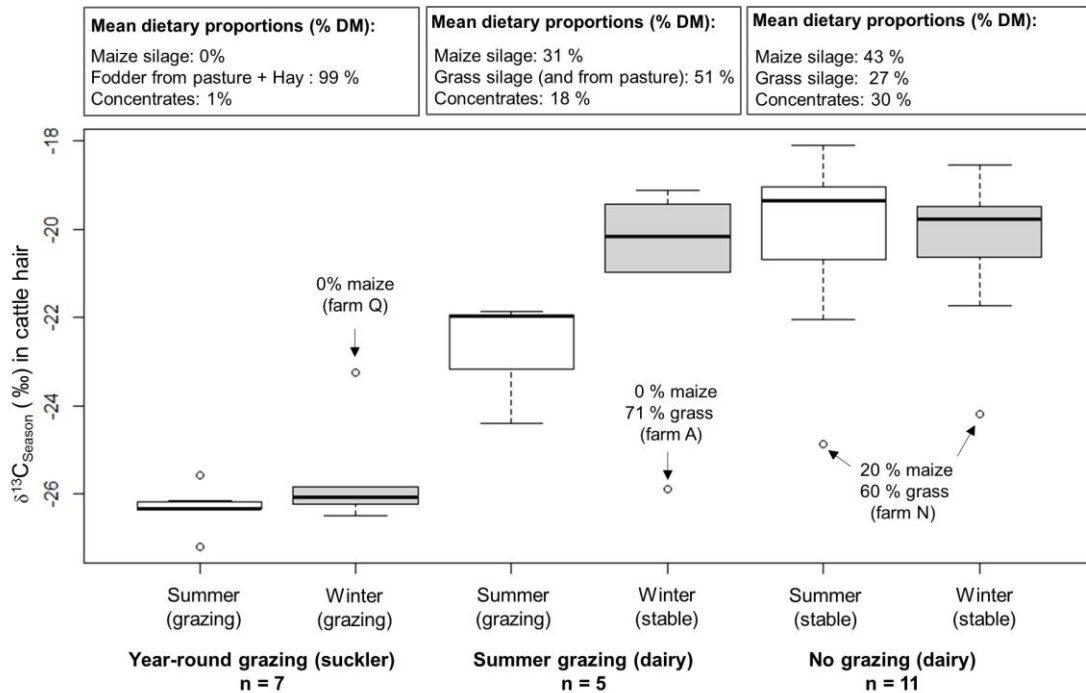 Mean dietary proportions (% DM):
Maize silage: 0%
Fodder from pasture + Hay : 99 %
Concentrates: 1%
Mean dietary proportions (% DM):
Maize silage: 31 %
Grass silage (and from pasture): 51 %
Concentrates: 18 %
Mean dietary proportions (% DM):
Maize silage: 43 %
Grass silage: 27 %
Concentrates: 30 %
δ13CSeason ( ‰) in cattle hair
-18
-20
-22
-24
-26
0% maize
(farm Q)
0 % maize
71 % grass
(farm A)
20 % maize
60 % grass
(farm N)
Summer
(grazing)
Winter
(grazing)
Summer
(grazing)
Winter
(stable)
Summer
(stable)
Winter
(stable)
Year-round grazing (suckler)
n = 7
Summer grazing (dairy)
n = 5
No grazing (dairy)
n = 11